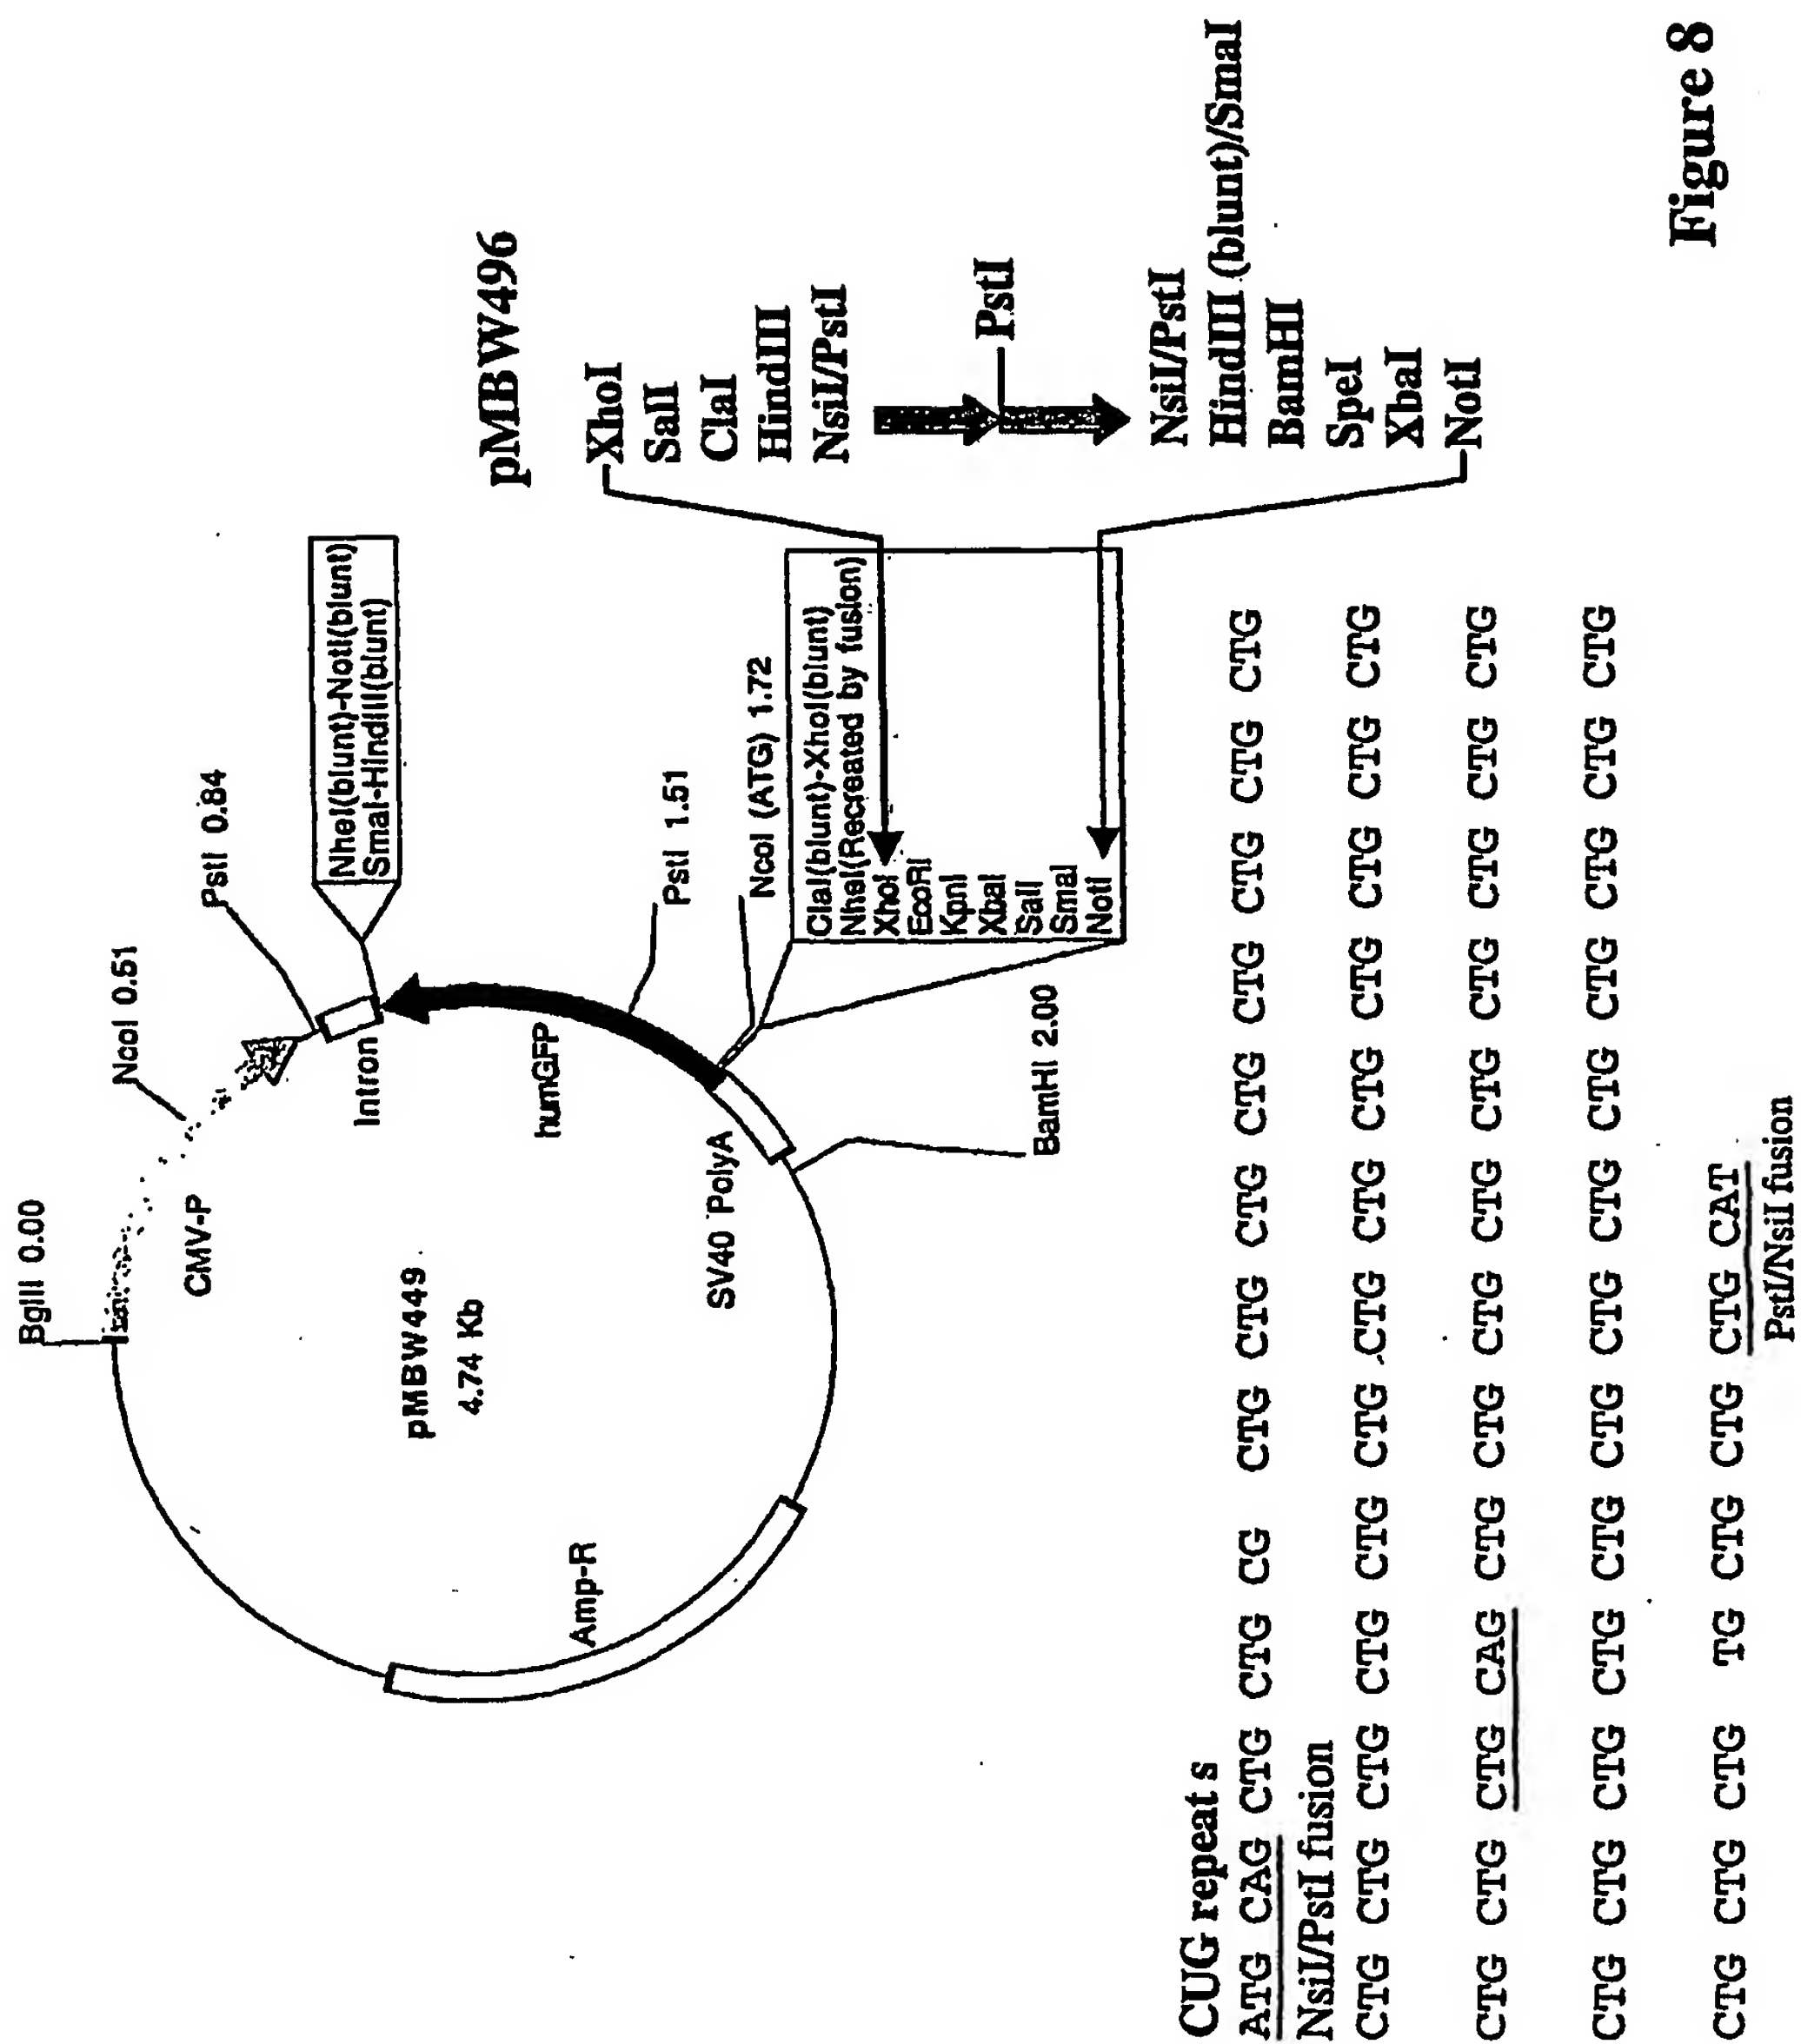 BglII 0.00
NcoI 0.51
PstI 0.84
NheI(blunt)-NotI(blunt)
SmaI-HindIII(blunt)
CMV-P
Intron
pMBW449
4.74 Kb
humGFP
PstI 1.51
Amp-R
SV40 PolyA
NcoI (ATG) 1.72
BamHI 2.00
ClaI(blunt)-XhoI(blunt)
NheI(Recreated by fusion)
XhoI
EcoRI
KpnI
XbaI
SalI
SmaI
NotI
pMBW496
XhoI
SalI
ClaI
HindIII
NsiI/PstI
PstI
NsiI/PstI
HindIII (blunt)/SmaI
BamHI
SpeI
XbaI
NotI
CUG repeat s
ATG CAG CTG CTG CG CTG CTG CTG CTG CTG CTG CTG CTG
NsiI/PstI fusion
CTG CTG CTG CTG CTG CTG CTG CTG CTG CTG CTG CTG CTG
CTG CTG CTG CAG CTG CTG CTG CTG CTG CTG CTG CTG CTG
CTG CTG CTG CTG CTG CTG CTG CTG CTG CTG CTG CTG CTG
CTG CTG CTG TG CTG CTG CTG CAT
PstI/NsiI fusion
Figure 8